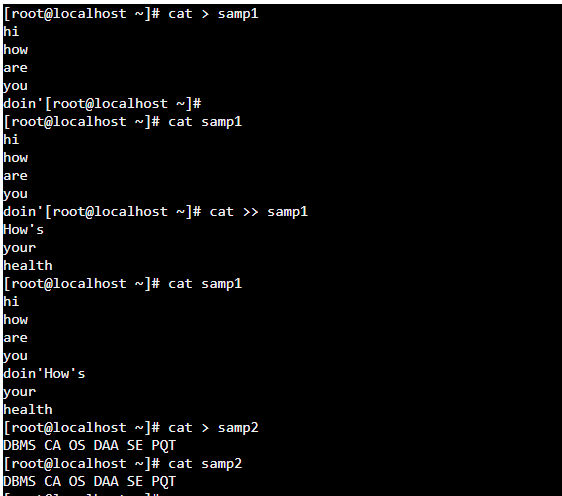 [root@localhost ~]# cat > samp1
hi
how
are
you
doin'[root@localhost ~]#
[root@localhost ~]# cat samp1
hi
how
are
you
doin'[root@localhost ~]# cat >> samp1
How's
your
health
[root@localhost ~]# cat samp1
hi
how
are
you
doin'How's
your
health
[root@localhost ~]# cat > samp2
DBMS CA OS DAA SE PQT
[root@localhost ~]# cat samp2
DBMS CA OS DAA SE PQT